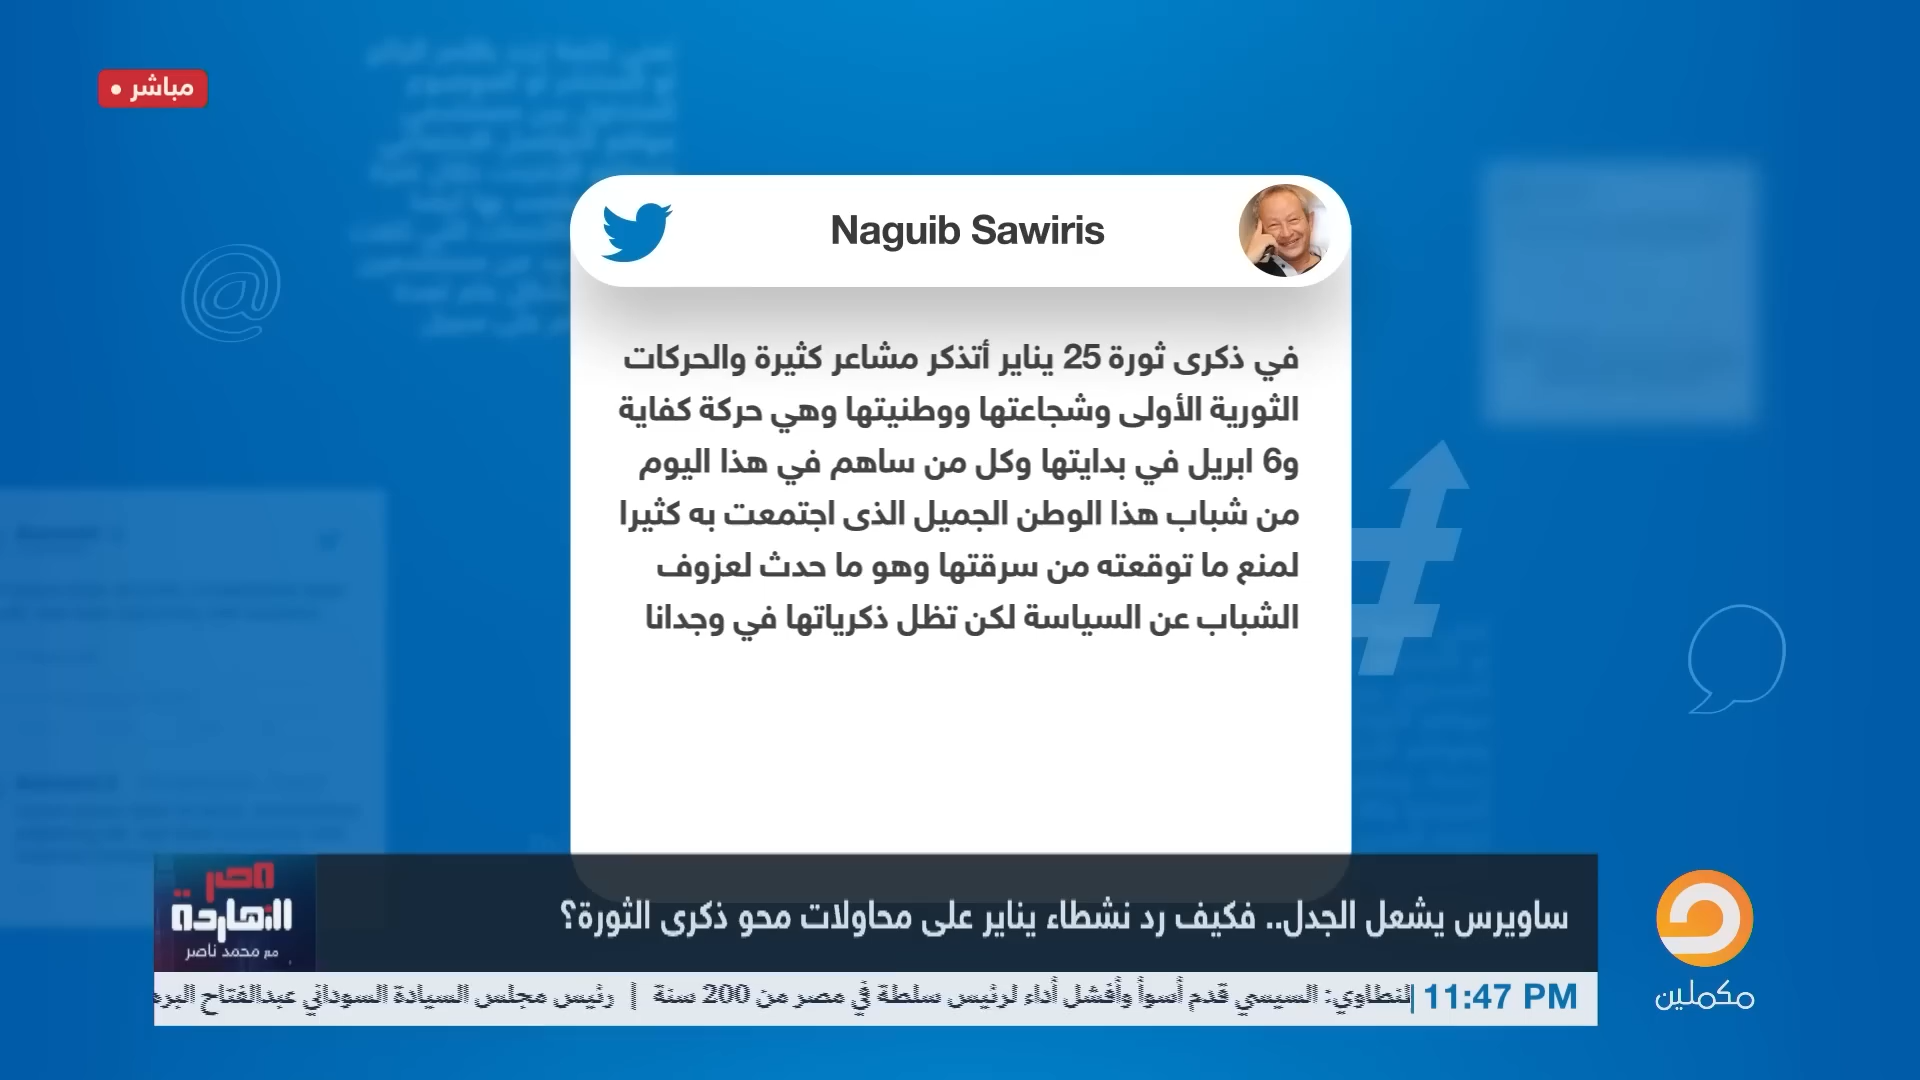 مباشر
Naguib Sawiris
في ذكرى ثورة 25 يناير أتذكر مشاعر كثيرة والحركات
الثورية الأولى وشجاعتها ووطنيتها وهي حركة كفاية
و6 ابريل في بدايتها وكل من ساهم في هذا اليوم
من شباب هذا الوطن الجميل الذى اجتمعت به كثيرا
لمنع ما توقعته من سرقتها وهو ما حدث لعزوف
الشباب عن السياسة لكن تظل ذكرياتها في وجدانا
مصر
النهاردة
مع محمد ناصر
ساويرس يشعل الجدل.. فكيف رد نشطاء يناير على محاولات محو ذكرى الثورة؟
11:47 PM
السيسي قدم أسوأ وأفشل أداء لرئيس سلطة في مصر من 200 سنة | رئيس مجلس السيادة السوداني عبدالفتاح
مكملين